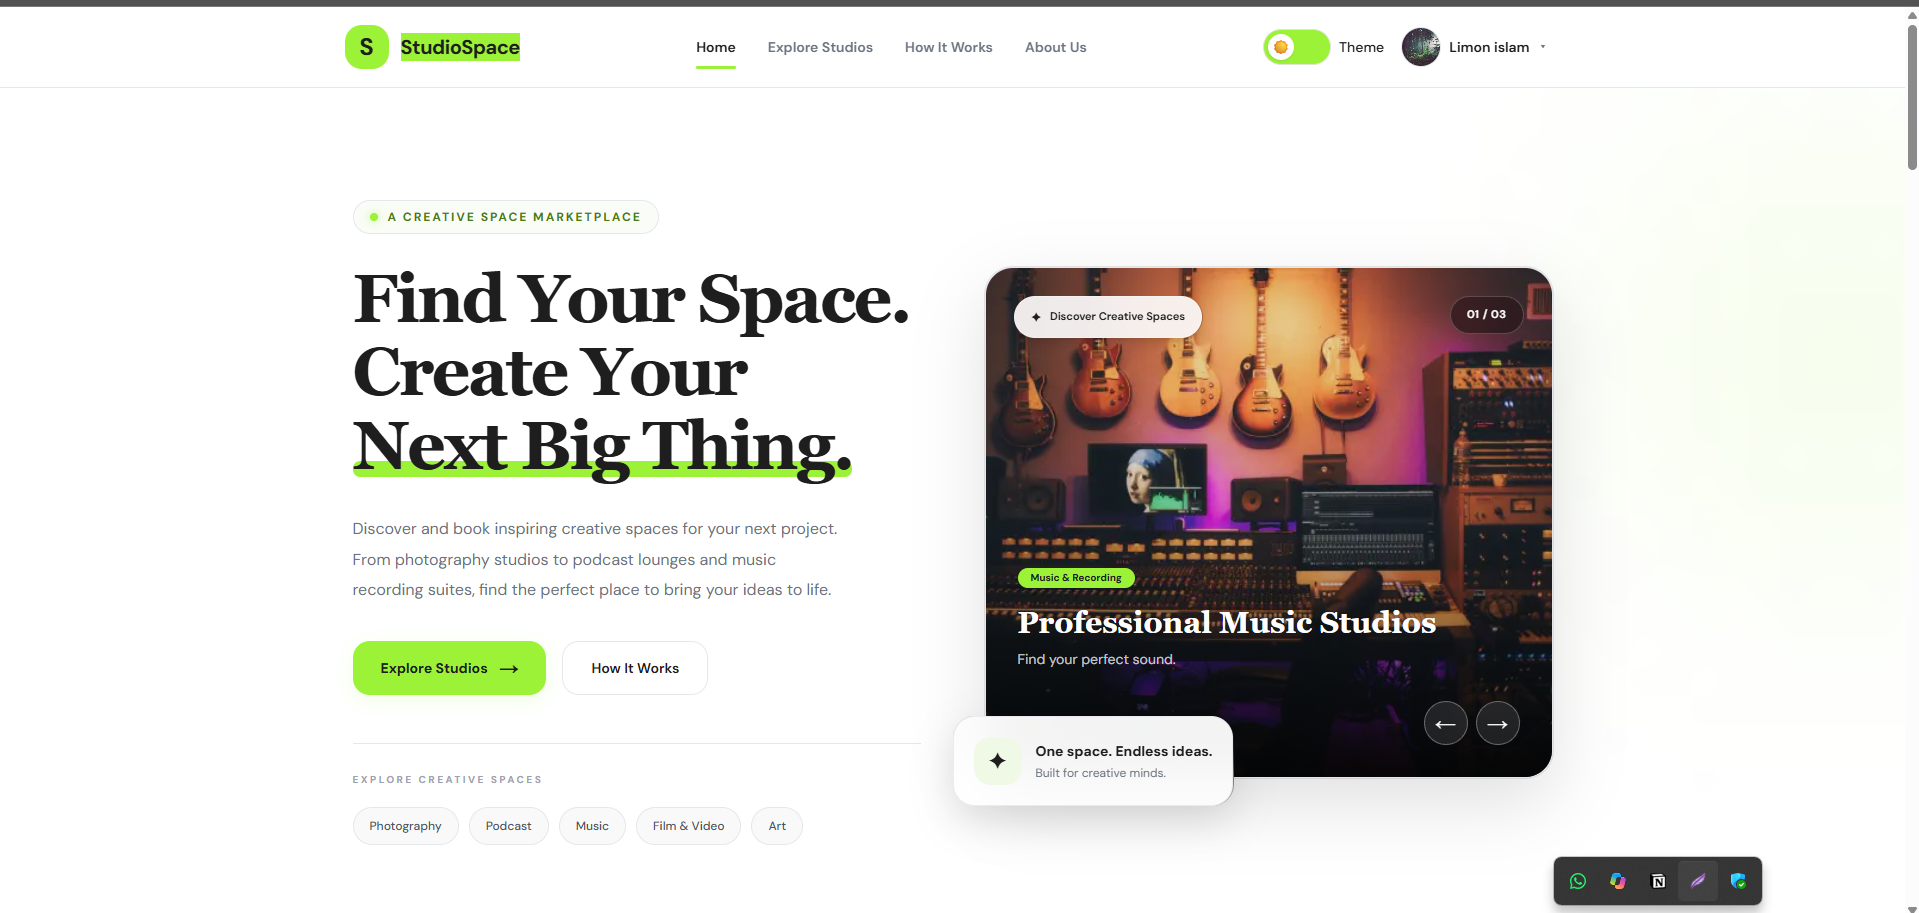 S StudioSpace
Home Explore Studios How It Works About Us
Theme Limon islam
A CREATIVE SPACE MARKETPLACE
Find Your Space.
Create Your
Next Big Thing.
Discover and book inspiring creative spaces for your next project.
From photography studios to podcast lounges and music
recording suites, find the perfect place to bring your ideas to life.
Explore Studios →
How It Works
EXPLORE CREATIVE SPACES
Photography Podcast Music Film & Video Art
✦ Discover Creative Spaces
01 / 03
Music & Recording
Professional Music Studios
Find your perfect sound.
← →
✦ One space. Endless ideas.
Built for creative minds.